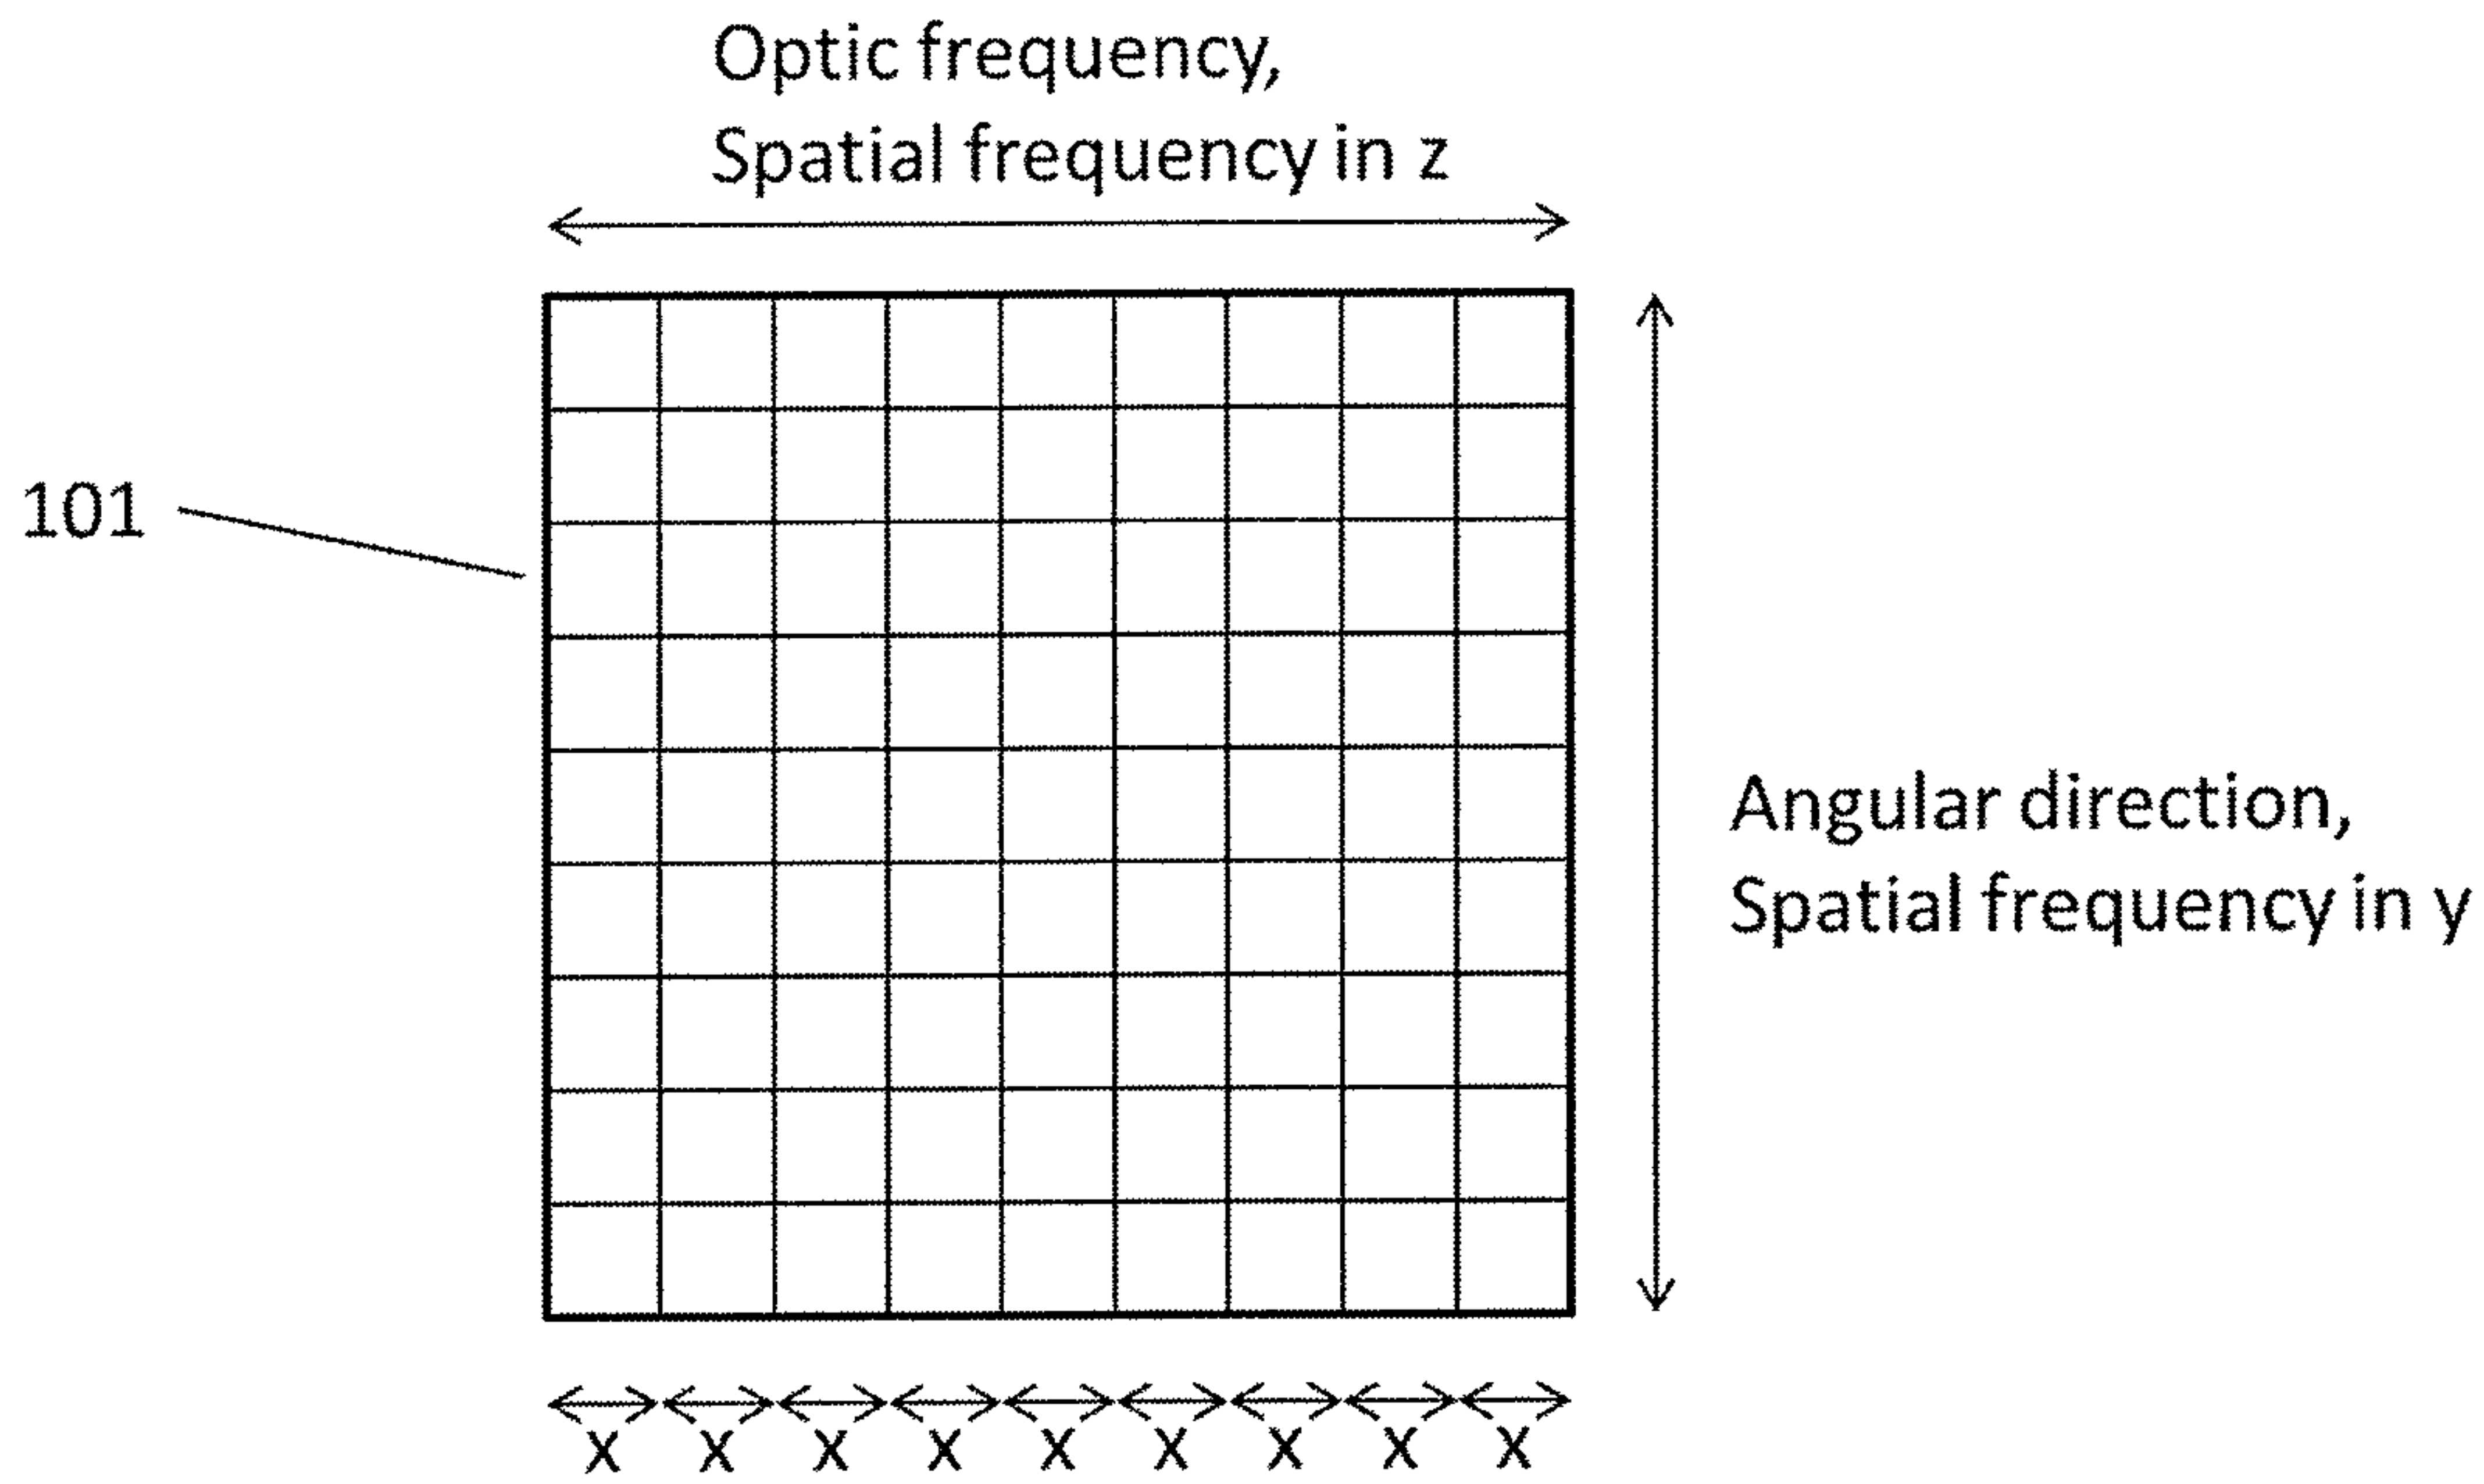 Optic frequency,
Spatial frequency in z
101
Angular direction,
Spatial frequency in y
x x x x x x x x x